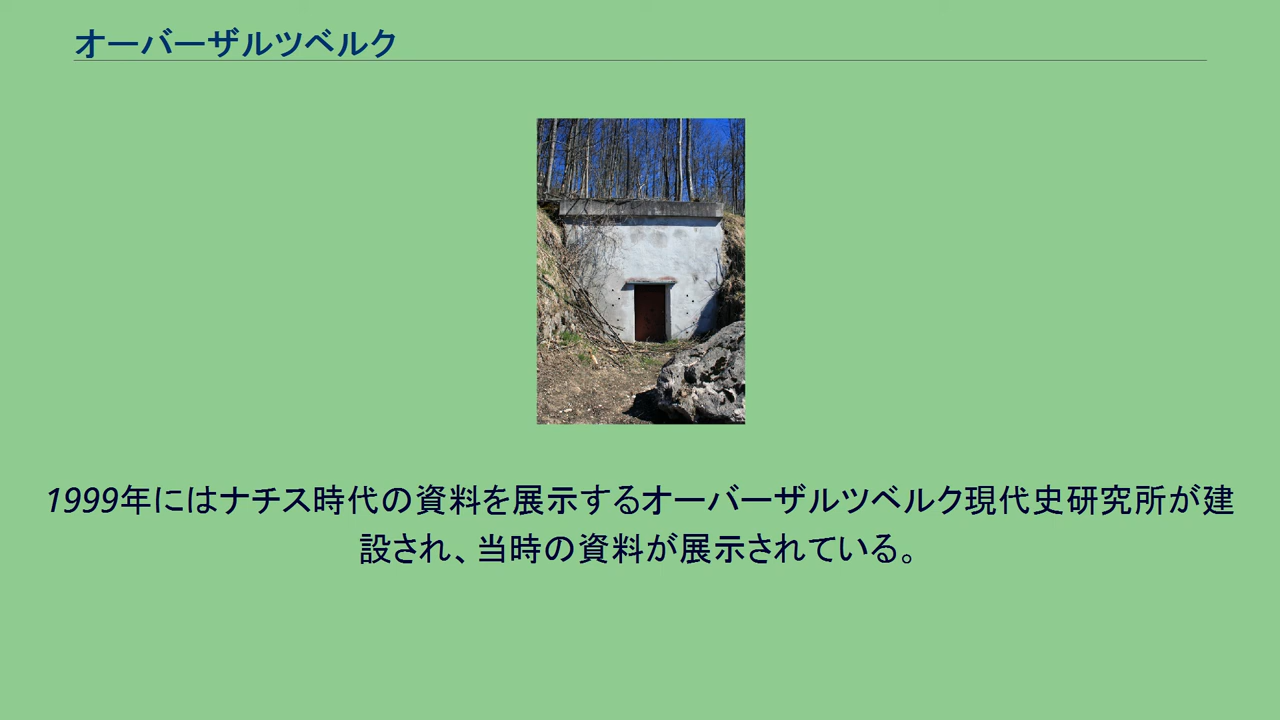 オーバーザルツベルク
1999年にはナチス時代の資料を展示するオーバーザルツベルク現代史研究所が建
設され、当時の資料が展示されている。